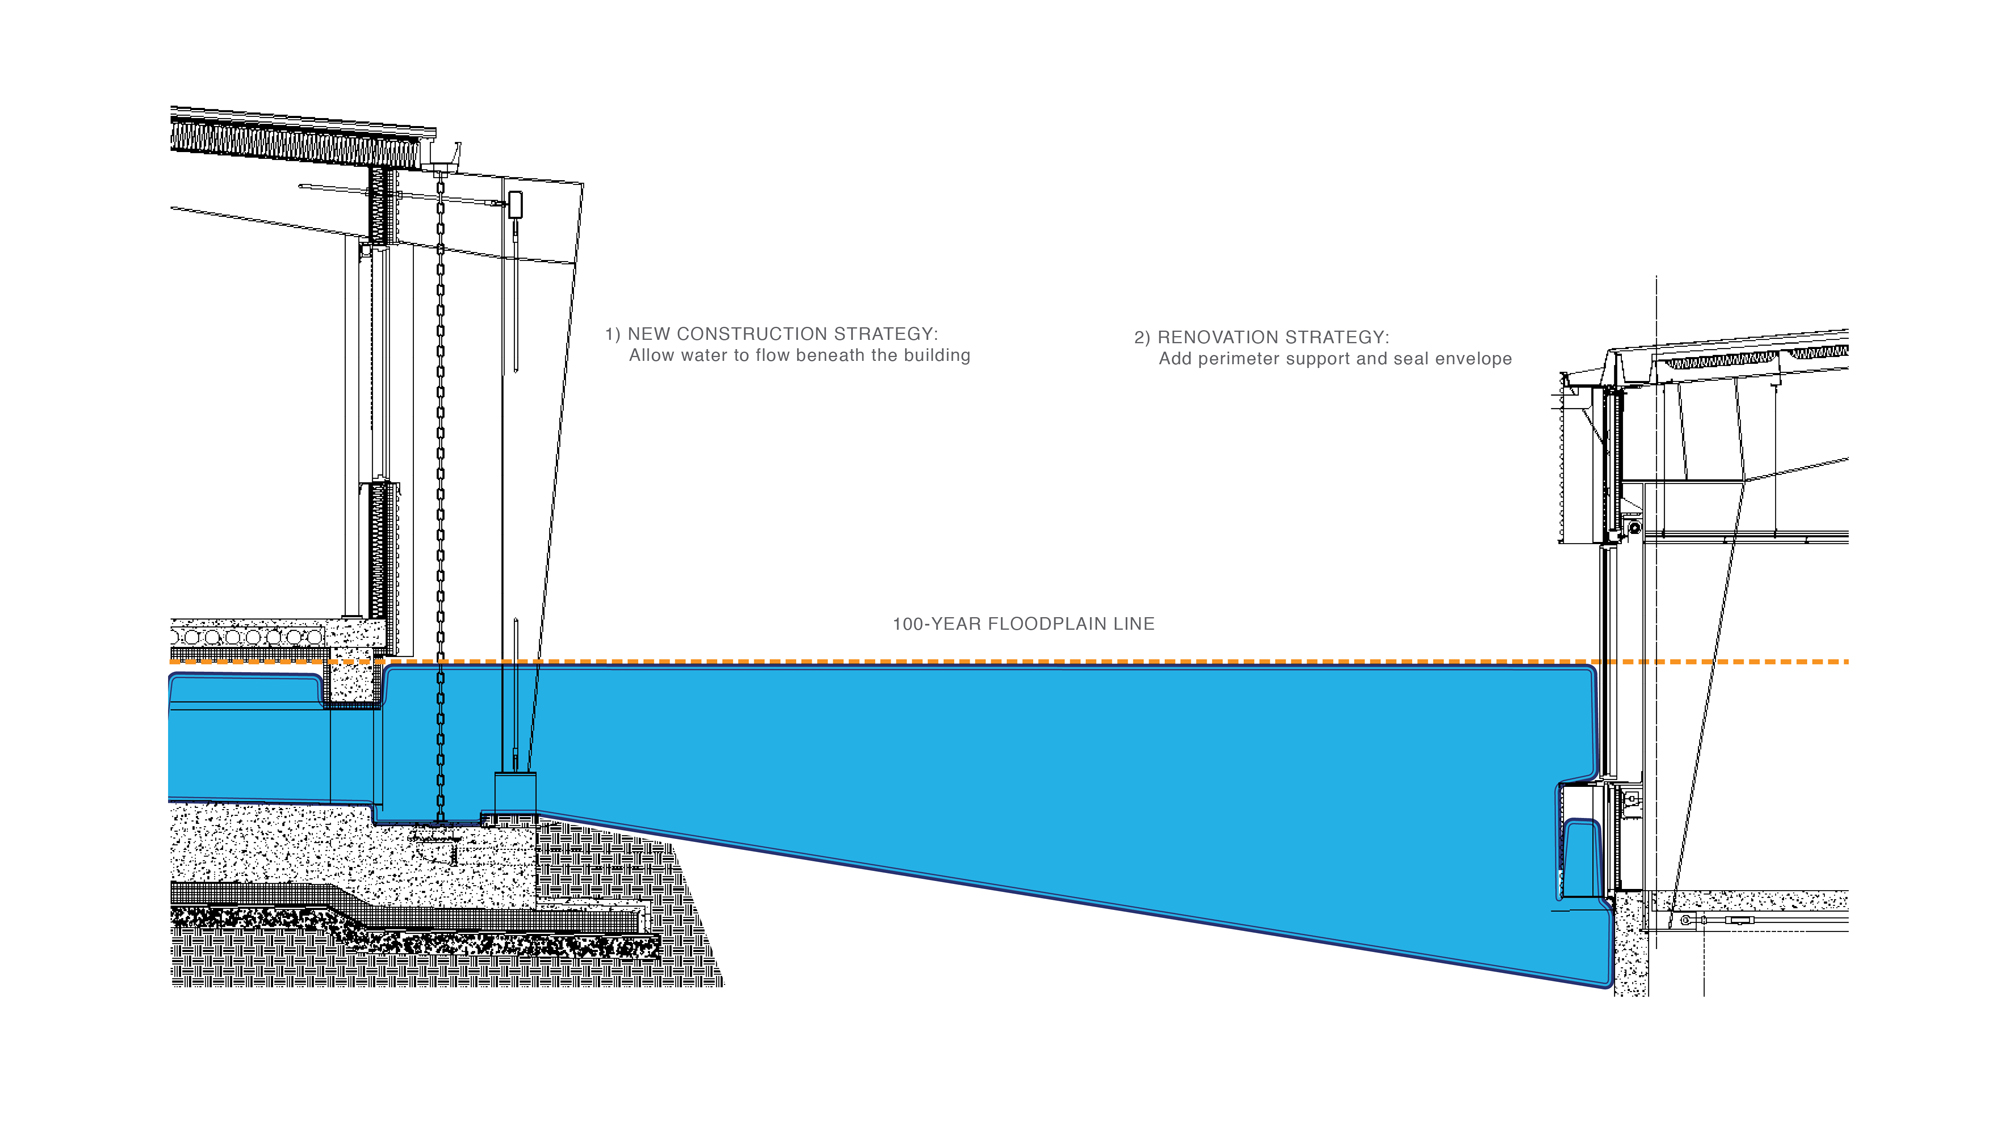 1) NEW CONSTRUCTION STRATEGY:
Allow water to flow beneath the building
2) RENOVATION STRATEGY:
Add perimeter support and seal envelope
100-YEAR FLOODPLAIN LINE